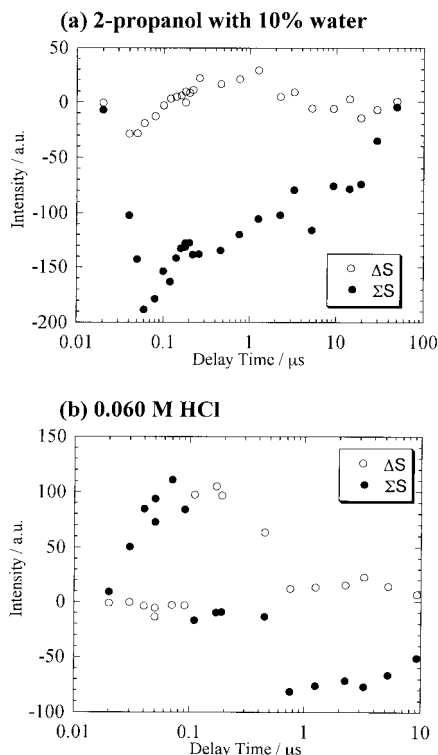 (a) 2-propanol with 10% water
50
0
-50
-100
-150
-200
Intensity / a.u.
ΔS
ΣS
0.01 0.1 1 10 100
Delay Time / μs
(b) 0.060 M HCl
150
100
50
0
-50
-100
Intensity / a.u.
ΔS
ΣS
0.01 0.1 1 10
Delay Time / μs